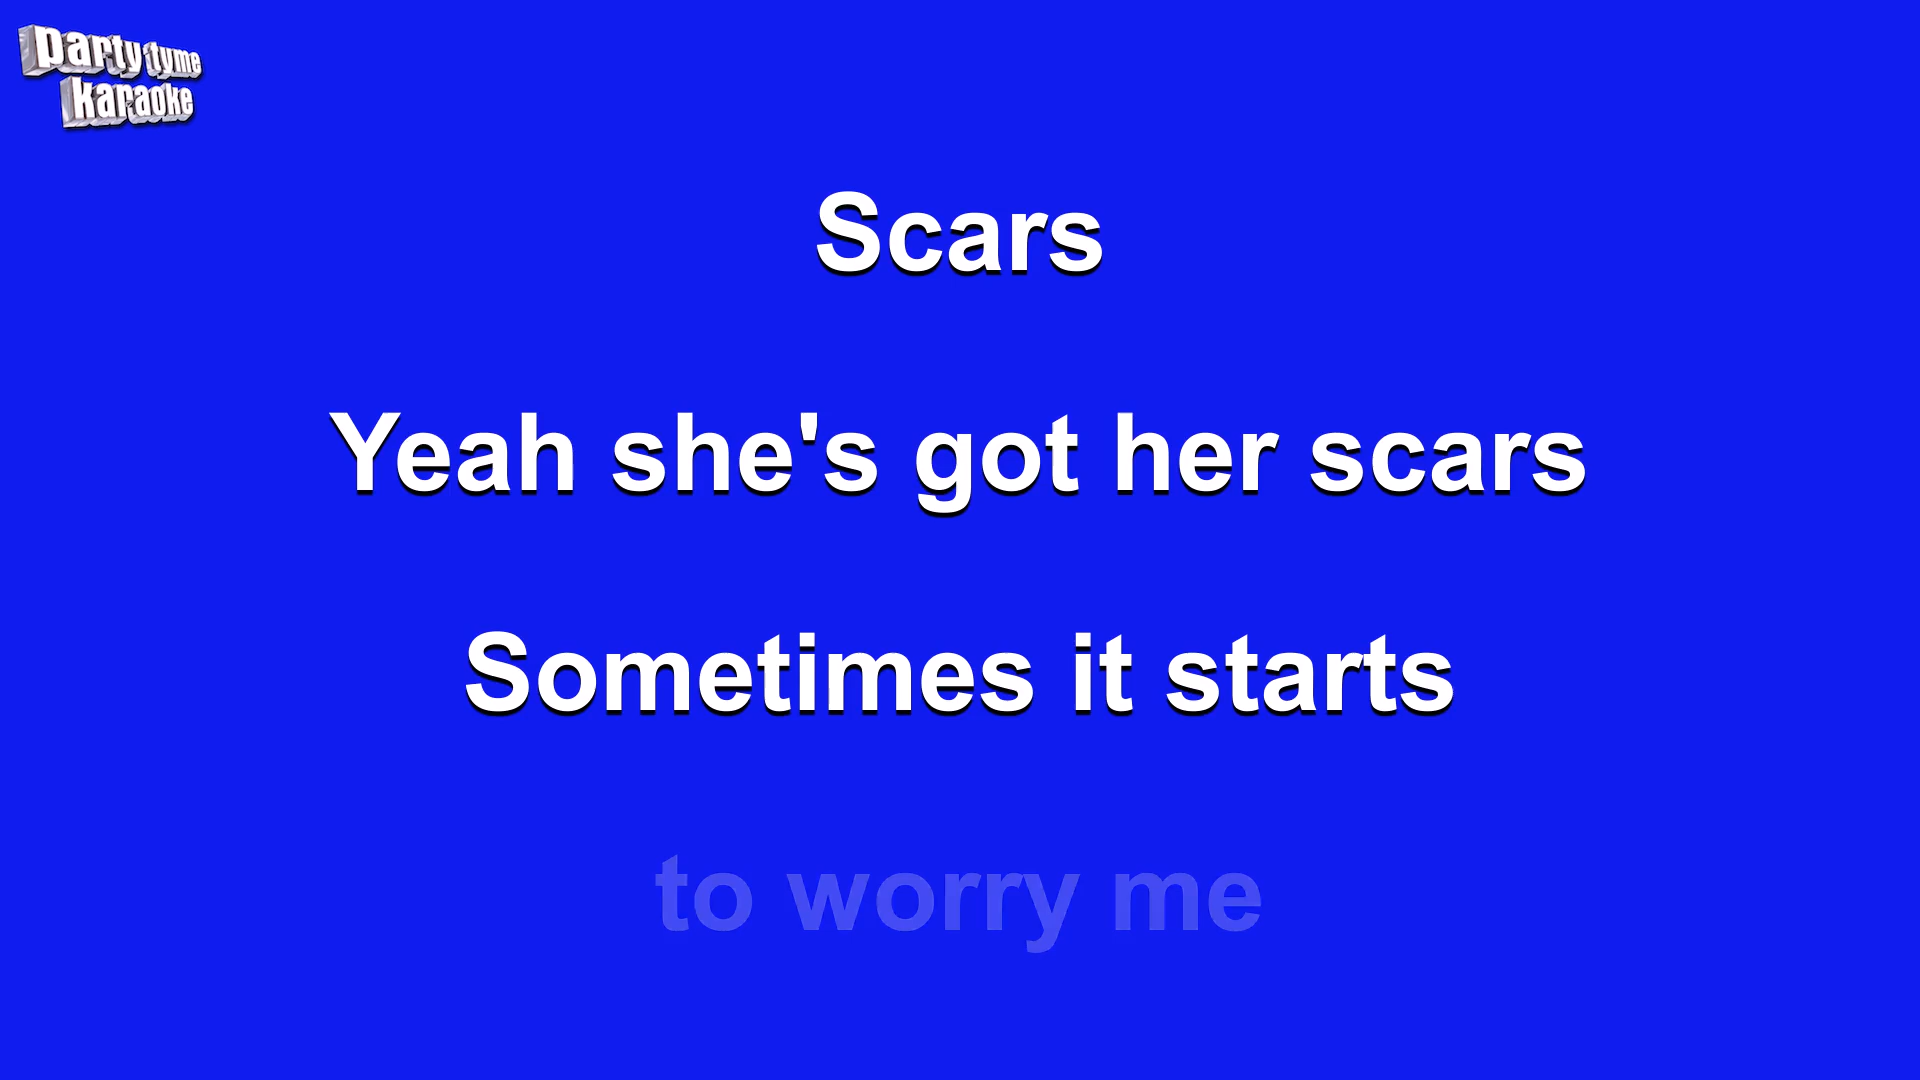 party tyme
karaoke
Scars
Yeah she's got her scars
Sometimes it starts
to worry me